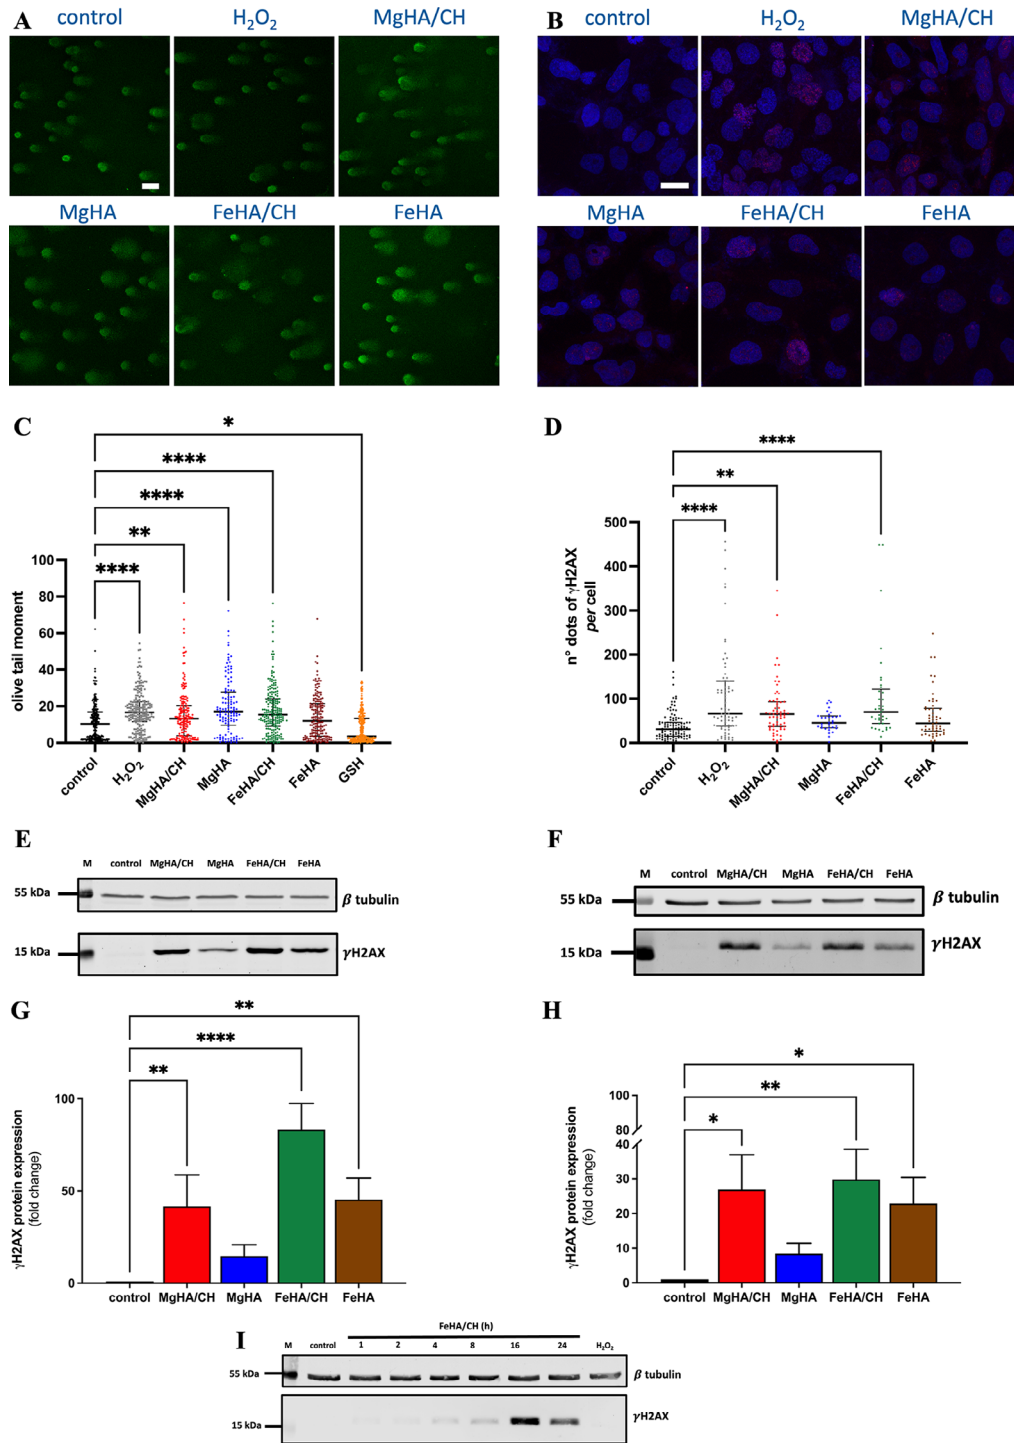 A
control
H₂O₂
MgHA/CH
MgHA
FeHA/CH
FeHA
B
control
H₂O₂
MgHA/CH
MgHA
FeHA/CH
FeHA
C
*
****
****
**
****
olive tail moment
100
80
60
40
20
0
control
H₂O₂
MgHA/CH
MgHA
FeHA/CH
FeHA
GSH
D
****
**
****
n° dots of γH2AX
per cell
500
400
300
200
100
0
control
H₂O₂
MgHA/CH
MgHA
FeHA/CH
FeHA
E
M control MgHA/CH MgHA FeHA/CH FeHA
55 kDa
β tubulin
15 kDa
γH2AX
F
M control MgHA/CH MgHA FeHA/CH FeHA
55 kDa
β tubulin
15 kDa
γH2AX
G
**
****
**
γH2AX protein expression
(fold change)
100
50
0
control MgHA/CH MgHA FeHA/CH FeHA
H
*
**
*
γH2AX protein expression
(fold change)
100
80
40
30
20
10
0
control MgHA/CH MgHA FeHA/CH FeHA
I
FeHA/CH (h)
M control 1 2 4 8 16 24 H₂O₂
55 kDa
β tubulin
15 kDa
γH2AX